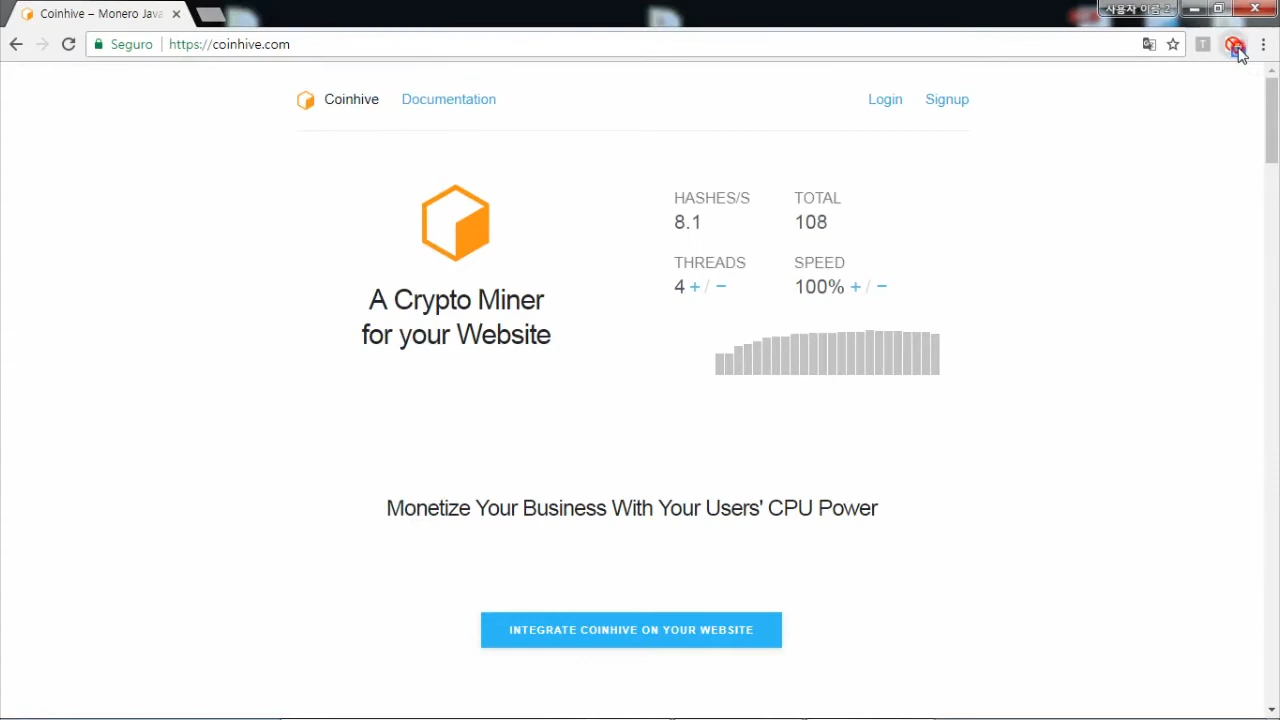 Coinhive – Monero Java
사용자 이름 2
Seguro
https://coinhive.com
T
Coinhive
Documentation
Login
Signup
HASHES/S
TOTAL
8.1
108
THREADS
SPEED
4 + / −
100% + / −
A Crypto Miner
for your Website
Monetize Your Business With Your Users' CPU Power
INTEGRATE COINHIVE ON YOUR WEBSITE